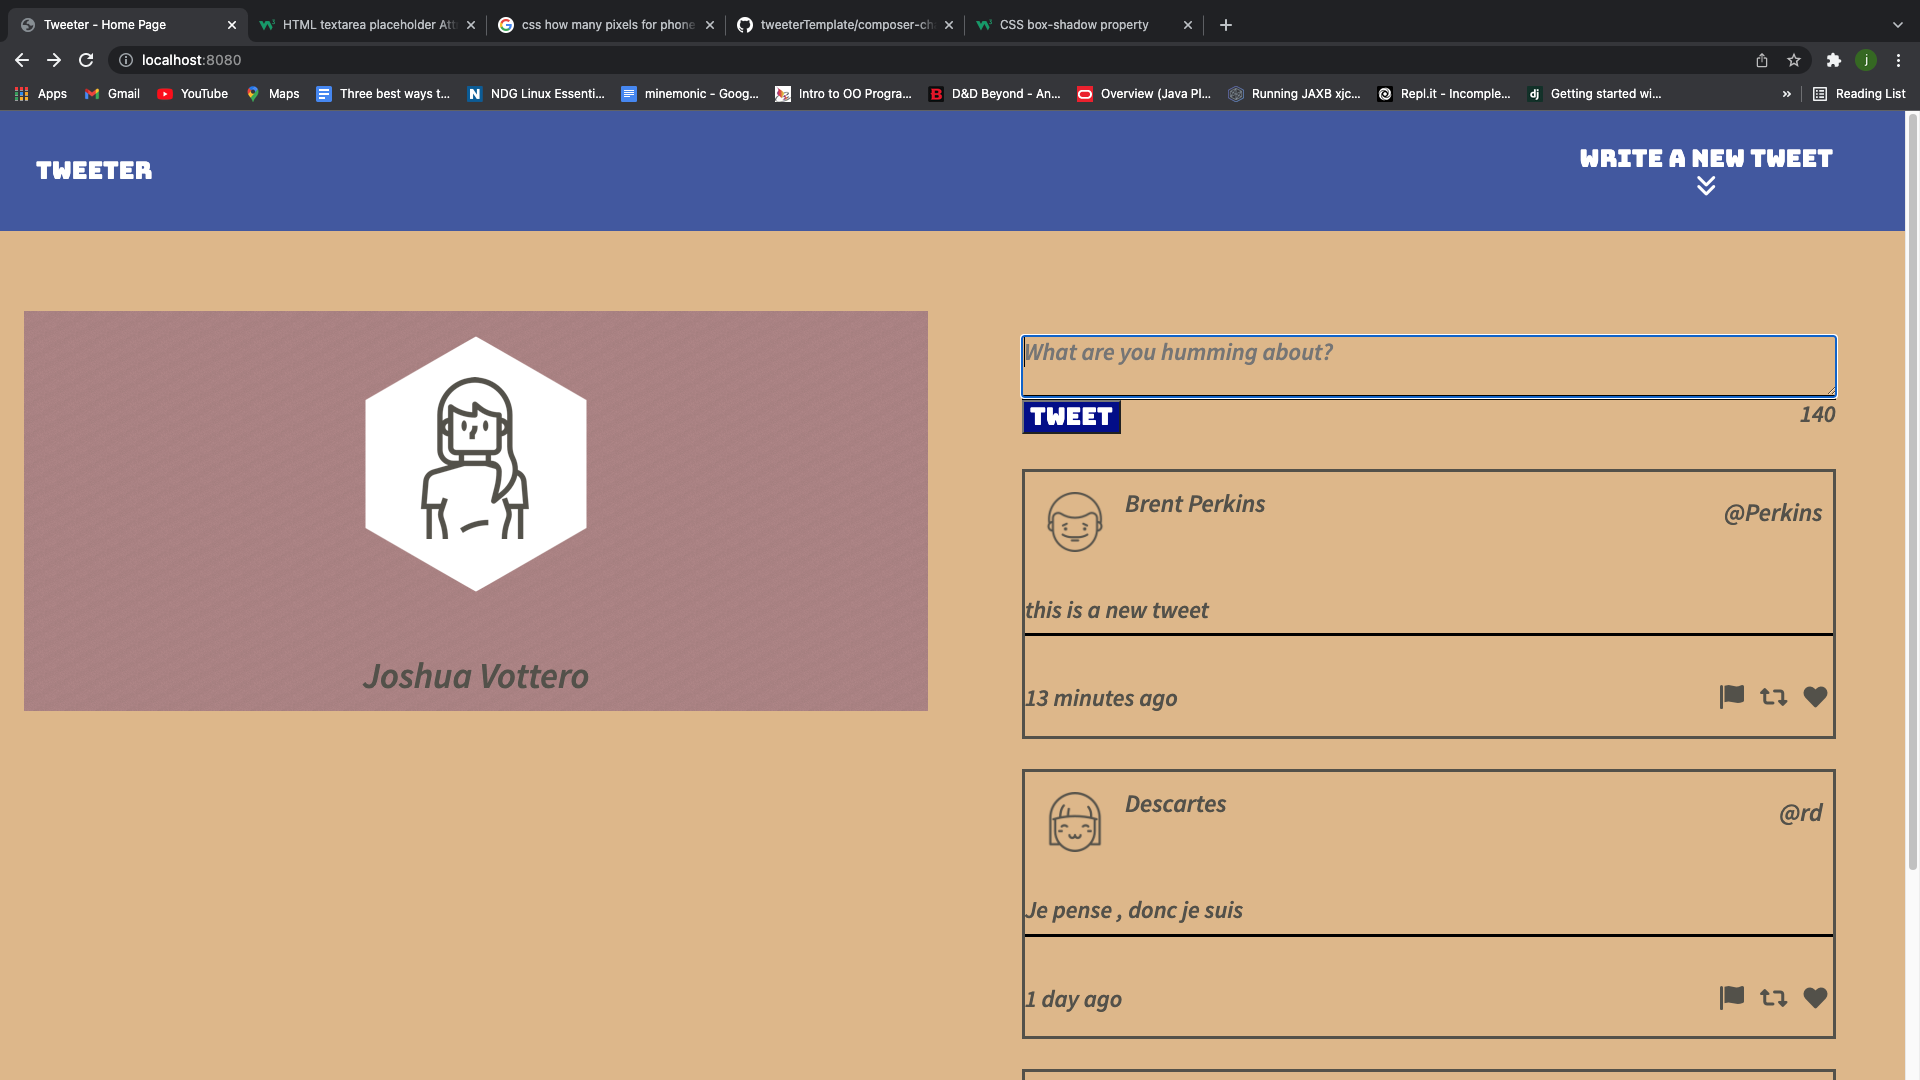 Tweeter - Home Page
HTML textarea placeholder Att
css how many pixels for phone
tweeterTemplate/composer-ch
CSS box-shadow property
localhost:8080
j
Apps
Gmail
YouTube
Maps
Three best ways t...
NDG Linux Essenti...
minemonic - Goog...
Intro to OO Progra...
D&D Beyond - An...
Overview (Java Pl...
Running JAXB xjc...
Repl.it - Incomple...
Getting started wi...
»
Reading List
TWEETER
WRITE A NEW TWEET
What are you humming about?
TWEET
140
Joshua Vottero
Brent Perkins
@Perkins
this is a new tweet
13 minutes ago
Descartes
@rd
Je pense , donc je suis
1 day ago